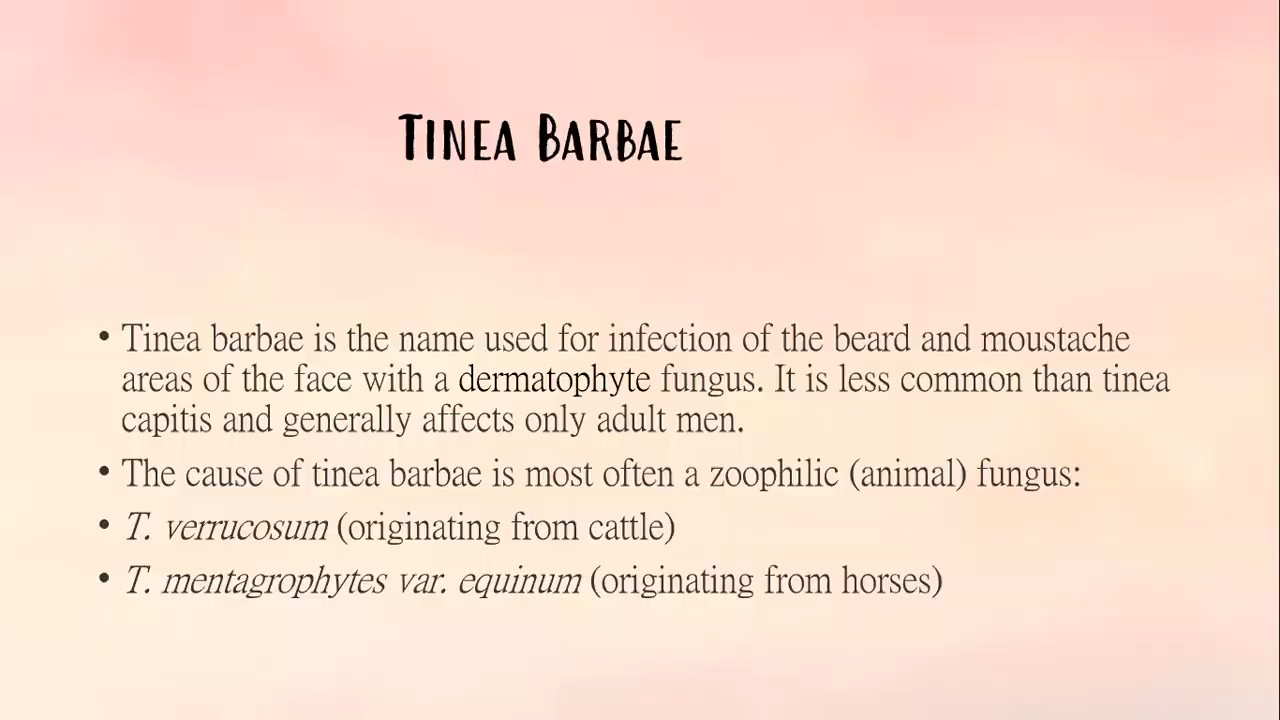 Tinea Barbae
• Tinea barbae is the name used for infection of the beard and moustache
areas of the face with a dermatophyte fungus. It is less common than tinea
capitis and generally affects only adult men.
• The cause of tinea barbae is most often a zoophilic (animal) fungus:
• T. verrucosum (originating from cattle)
• T. mentagrophytes var. equinum (originating from horses)